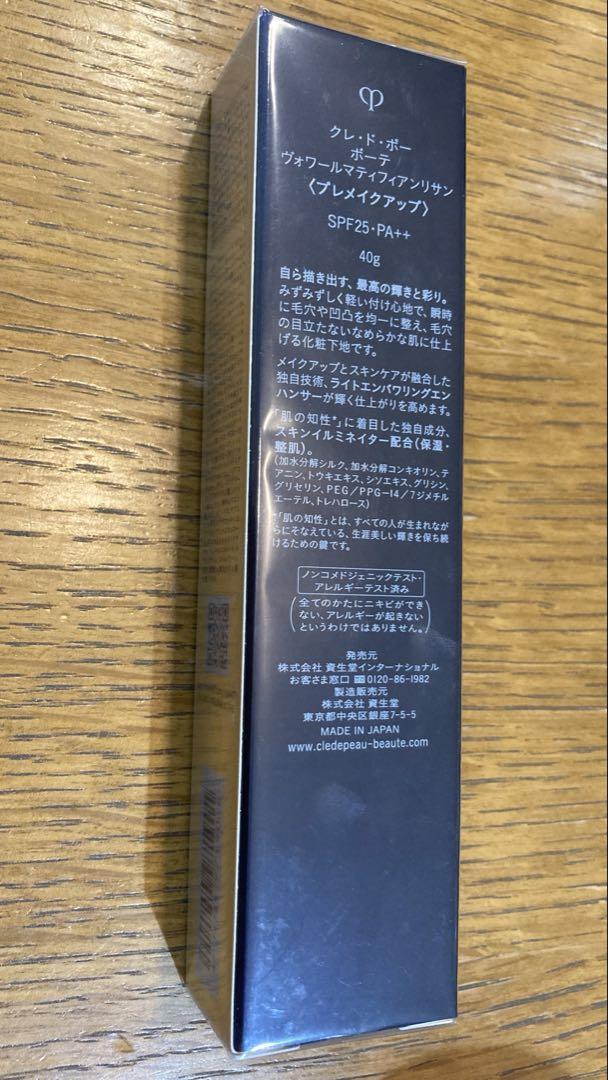 クレ・ド・ポー
ボーテ
ヴォワールマティフィアンリサン
〈プレメイクアップ〉
SPF25・PA++
40g
自ら描き出す、最高の輝きと彩り。
みずみずしく軽い付け心地で、瞬時
に毛穴や凹凸を均一に整え、毛穴
の目立たないなめらかな肌に仕上
げる化粧下地です。
メイクアップとスキンケアが融合した
独自技術、ライトエンパワリングエン
ハンサーが輝く仕上がりを高めます。
「肌の知性*」に着目した独自成分、
スキンイルミネイター配合(保湿・
整肌)。
(加水分解シルク、加水分解コンキオリン、テ
アニン、トウキエキス、シソエキス、グリシン、
グリセリン、PEG/PPG-14/7ジメチル
エーテル、トレハロース)
*「肌の知性」とは、すべての人が生まれなが
らにそなえている、生涯美しい輝きを保ち続
けるための鍵です。
ノンコメドジェニックテスト・
アレルギーテスト済み
(全てのかたにニキビができ
ない、アレルギーが起きない
というわけではありません。)
発売元
株式会社 資生堂インターナショナル
お客さま窓口 0120-86-1982
製造販売元
株式会社 資生堂
東京都中央区銀座7-5-5
MADE IN JAPAN
www.cledepeau-beaute.com